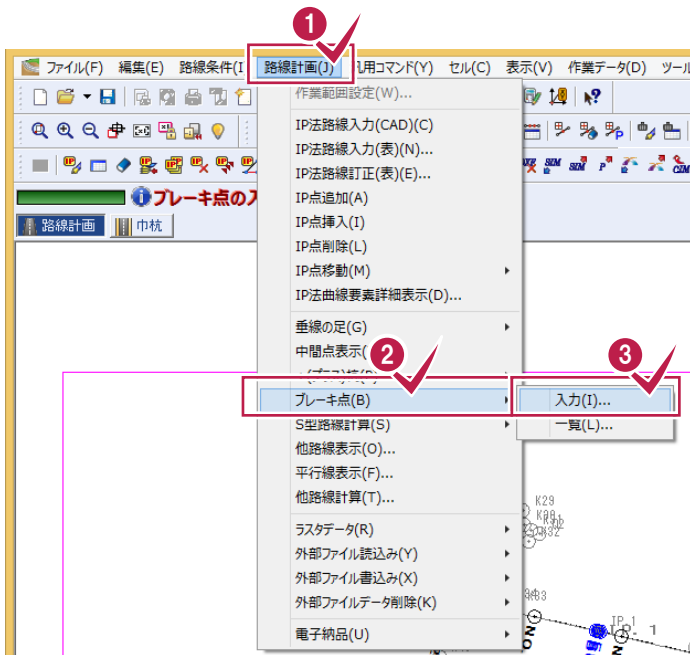 1
ファイル(F) 編集(E) 路線条件(I 路線計画(J) 汎用コマンド(Y) セル(C) 表示(V) 作業データ(D) ツール
作業範囲設定(W)...
IP法路線入力(CAD)(C)
IP法路線入力(表)(N)...
IP法路線訂正(表)(E)...
ブレーキ点の入
IP点追加(A)
路線計画 巾杭
IP点挿入(I)
IP点削除(L)
IP点移動(M)
IP法曲線要素詳細表示(D)...
垂線の足(G)
中間点表示(
2
3
ブレーキ点(B)
入力(I)...
S型路線計算(S)
一覧(L)...
他路線表示(O)...
平行線表示(F)...
他路線計算(T)...
K29
ラスタデータ(R)
外部ファイル読込み(Y)
外部ファイル書込み(X)
外部ファイルデータ削除(K)
電子納品(U)
IP.1